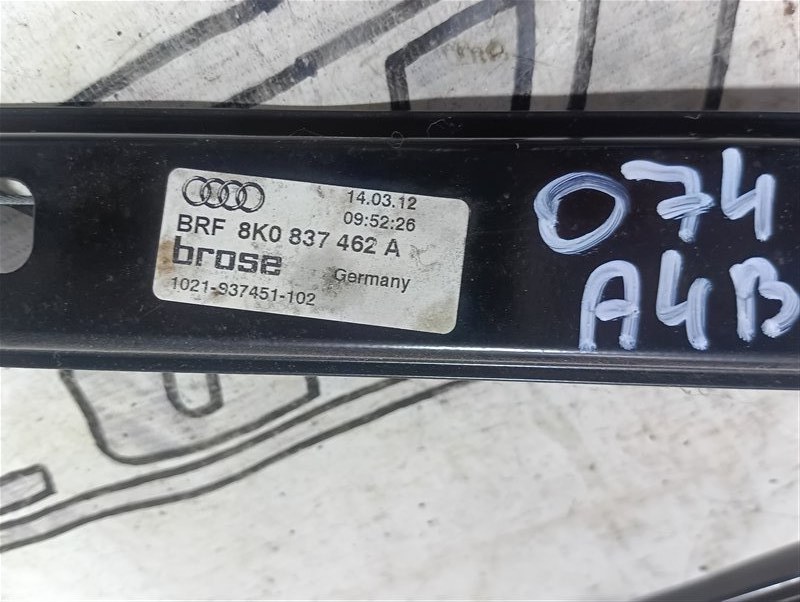 14.03.12
09:52:26
BRF 8K0 837 462 A
brose
Germany
1021-937451-102
074
A4B